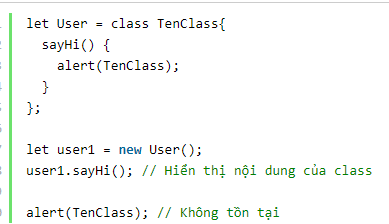 let User = class TenClass{
  sayHi() {
    alert(TenClass);
  }
};

let user1 = new User();
user1.sayHi(); // Hiển thị nội dung của class

alert(TenClass); // Không tồn tại